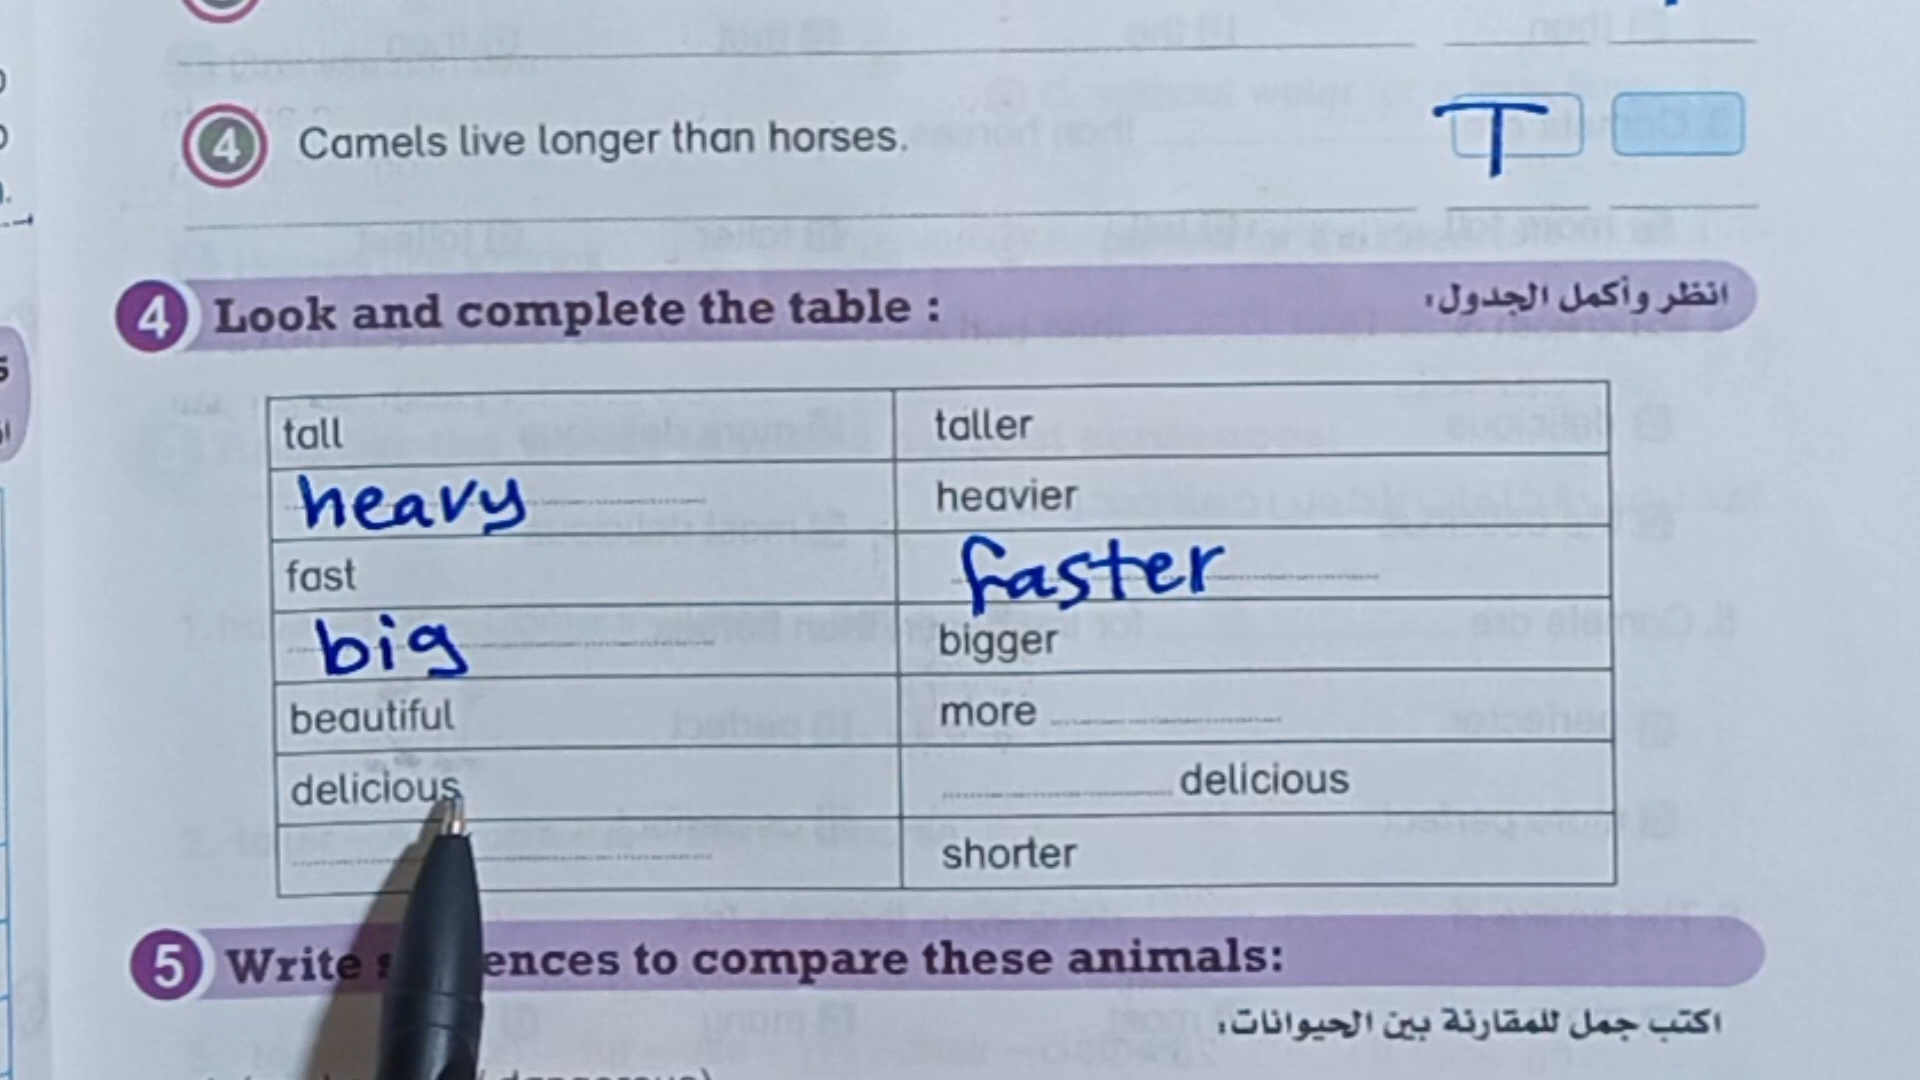 4 Camels live longer than horses. T
4 Look and complete the table : انظر وأكمل الجدول:
tall taller
heavy heavier
fast faster
big bigger
beautiful more
delicious delicious
shorter
5 Write ences to compare these animals:
اكتب جمل للمقارنة بين الحيوانات: